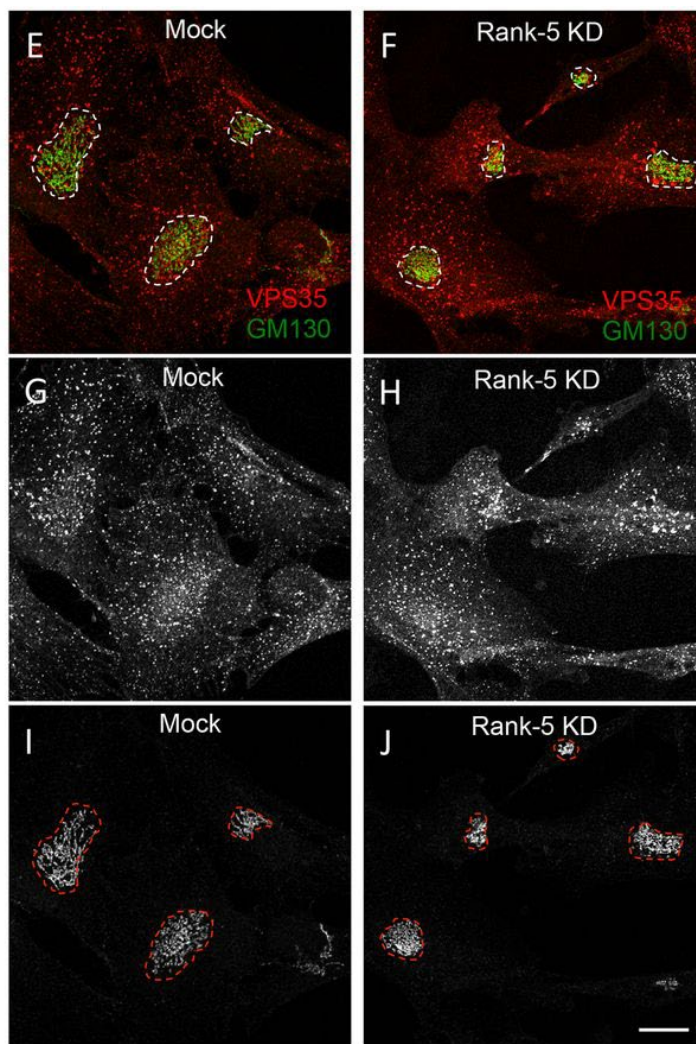 E
Mock
VPS35
GM130
F
Rank-5 KD
VPS35
GM130
G
Mock
H
Rank-5 KD
I
Mock
J
Rank-5 KD